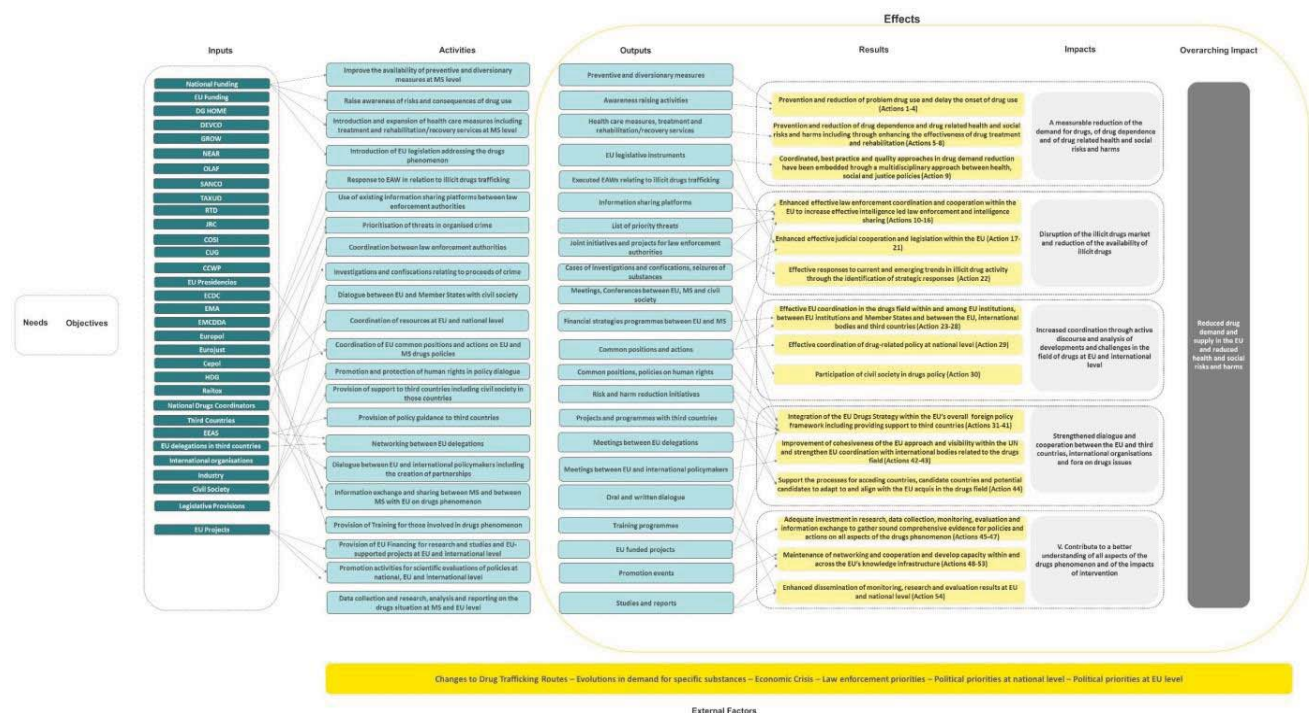 Effects
Inputs
Activities
Outputs
Results
Impacts
Overarching Impact
Needs
Objectives
National Funding
EU Funding
DG HOME
DEVCO
GROW
NEAR
OLAF
SANCO
TAXUD
RTD
JRC
COSI
CUG
CCWP
EU Presidencies
ECDC
EMA
EMCDDA
Europol
Eurojust
Cepol
HDG
Reitox
National Drugs Coordinators
Third Countries
EEAS
EU delegations in third countries
International organisations
Industry
Civil Society
Legislative Provisions
EU Projects
Improve the availability of preventive and diversionary
measures at MS level
Raise awareness of risks and consequences of drug use
Introduction and expansion of health care measures including
treatment and rehabilitation/recovery services at MS level
Introduction of EU legislation addressing the drugs
phenomenon
Response to EAW in relation to illicit drugs trafficking
Use of existing information sharing platforms between law
enforcement authorities
Prioritisation of threats in organised crime
Coordination between law enforcement authorities
Investigations and confiscations relating to proceeds of crime
Dialogue between EU and Member States with civil society
Coordination of resources at EU and national level
Coordination of EU common positions and actions on EU and
MS drugs policies
Promotion and protection of human rights in policy dialogue
Provision of support to third countries including civil society in
those countries
Provision of policy guidance to third countries
Networking between EU delegations
Dialogue between EU and international policymakers including
the creation of partnerships
Information exchange and sharing between MS and between
MS with EU on drugs phenomenon
Provision of Training for those involved in drugs phenomenon
Provision of EU Financing for research and studies and EU-
supported projects at EU and international level
Promotion activities for scientific evaluations of policies at
national, EU and international level
Data collection and research, analysis and reporting on the
drugs situation at MS and EU level
Preventive and diversionary measures
Awareness raising activities
Health care measures, treatment and
rehabilitation/recovery services
EU legislative instruments
Executed EAWs relating to illicit drugs trafficking
Information sharing platforms
List of priority threats
Joint initiatives and projects for law enforcement
authorities
Cases of investigations and confiscations, seizures of
substances
Meetings, Conferences between EU, MS and civil
society
Financial strategies programmes between EU and MS
Common positions and actions
Common positions, policies on human rights
Risk and harm reduction initiatives
Projects and programmes with third countries
Meetings between EU delegations
Meetings between EU and international policymakers
Oral and written dialogue
Training programmes
EU funded projects
Promotion events
Studies and reports
Prevention and reduction of problem drug use and delay the onset of drug use
(Actions 1-4)
Prevention and reduction of drug dependence and drug related health and social
risks and harms including through enhancing the effectiveness of drug treatment
and rehabilitation (Actions 5-8)
Coordinated, best practice and quality approaches in drug demand reduction
have been embedded through a multidisciplinary approach between health,
social and justice policies (Action 9)
Enhanced effective law enforcement coordination and cooperation within the
EU to increase effective intelligence led law enforcement and intelligence
sharing (Actions 10-16)
Enhanced effective judicial cooperation and legislation within the EU (Action 17-
21)
Effective responses to current and emerging trends in illicit drug activity
through the identification of strategic responses (Action 22)
Effective EU coordination in the drugs field within and among EU institutions,
between EU institutions and Member States and between the EU, international
bodies and third countries (Action 23-28)
Effective coordination of drug-related policy at national level (Action 29)
Participation of civil society in drugs policy (Action 30)
Integration of the EU Drugs Strategy within the EU's overall foreign policy
framework including providing support to third countries (Actions 31-41)
Improvement of cohesiveness of the EU approach and visibility within the UN
and strengthen EU coordination with international bodies related to the drugs
field (Actions 42-43)
Support the processes for acceding countries, candidate countries and potential
candidates to adapt to and align with the EU acquis in the drugs field (Action 44)
Adequate investment in research, data collection, monitoring, evaluation and
information exchange to gather sound comprehensive evidence for policies and
actions on all aspects of the drugs phenomenon (Actions 45-47)
Maintenance of networking and cooperation and develop capacity within and
across the EU's knowledge infrastructure (Actions 48-53)
Enhanced dissemination of monitoring, research and evaluation results at EU
and national level (Action 54)
A measurable reduction of the
demand for drugs, of drug dependence
and of drug related health and social
risks and harms
Disruption of the illicit drugs market
and reduction of the availability of
illicit drugs
Increased coordination through active
discourse and analysis of
developments and challenges in the
field of drugs at EU and international
level
Strengthened dialogue and
cooperation between the EU and third
countries, international organisations
and fora on drugs issues
V. Contribute to a better
understanding of all aspects of the
drugs phenomenon and of the impacts
of intervention
Reduced drug
demand and
supply in the EU
and reduced
health and social
risks and harms
Changes to Drug Trafficking Routes – Evolutions in demand for specific substances – Economic Crisis – Law enforcement priorities – Political priorities at national level – Political priorities at EU level
External Factors